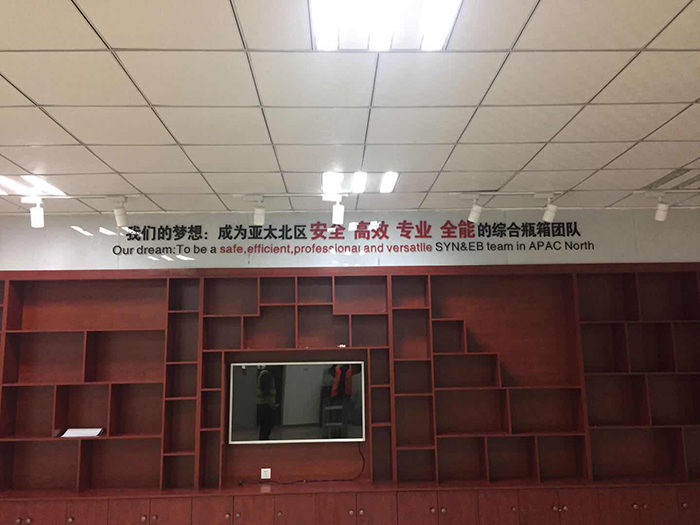 我们的梦想：成为亚太北区安全 高效 专业 全能的综合瓶箱团队
Our dream:To be a safe,efficient,professional and versatile SYN&EB team in APAC North